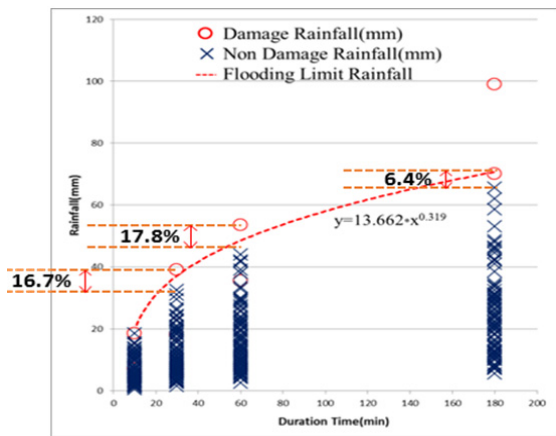 Damage Rainfall(mm)
Non Damage Rainfall(mm)
Flooding Limit Rainfall
120
100
80
60
40
20
0
Rainfall(mm)
6.4%
17.8%
16.7%
y=13.662*x^0.319
0 20 40 60 80 100 120 140 160 180 200
Duration Time(min)